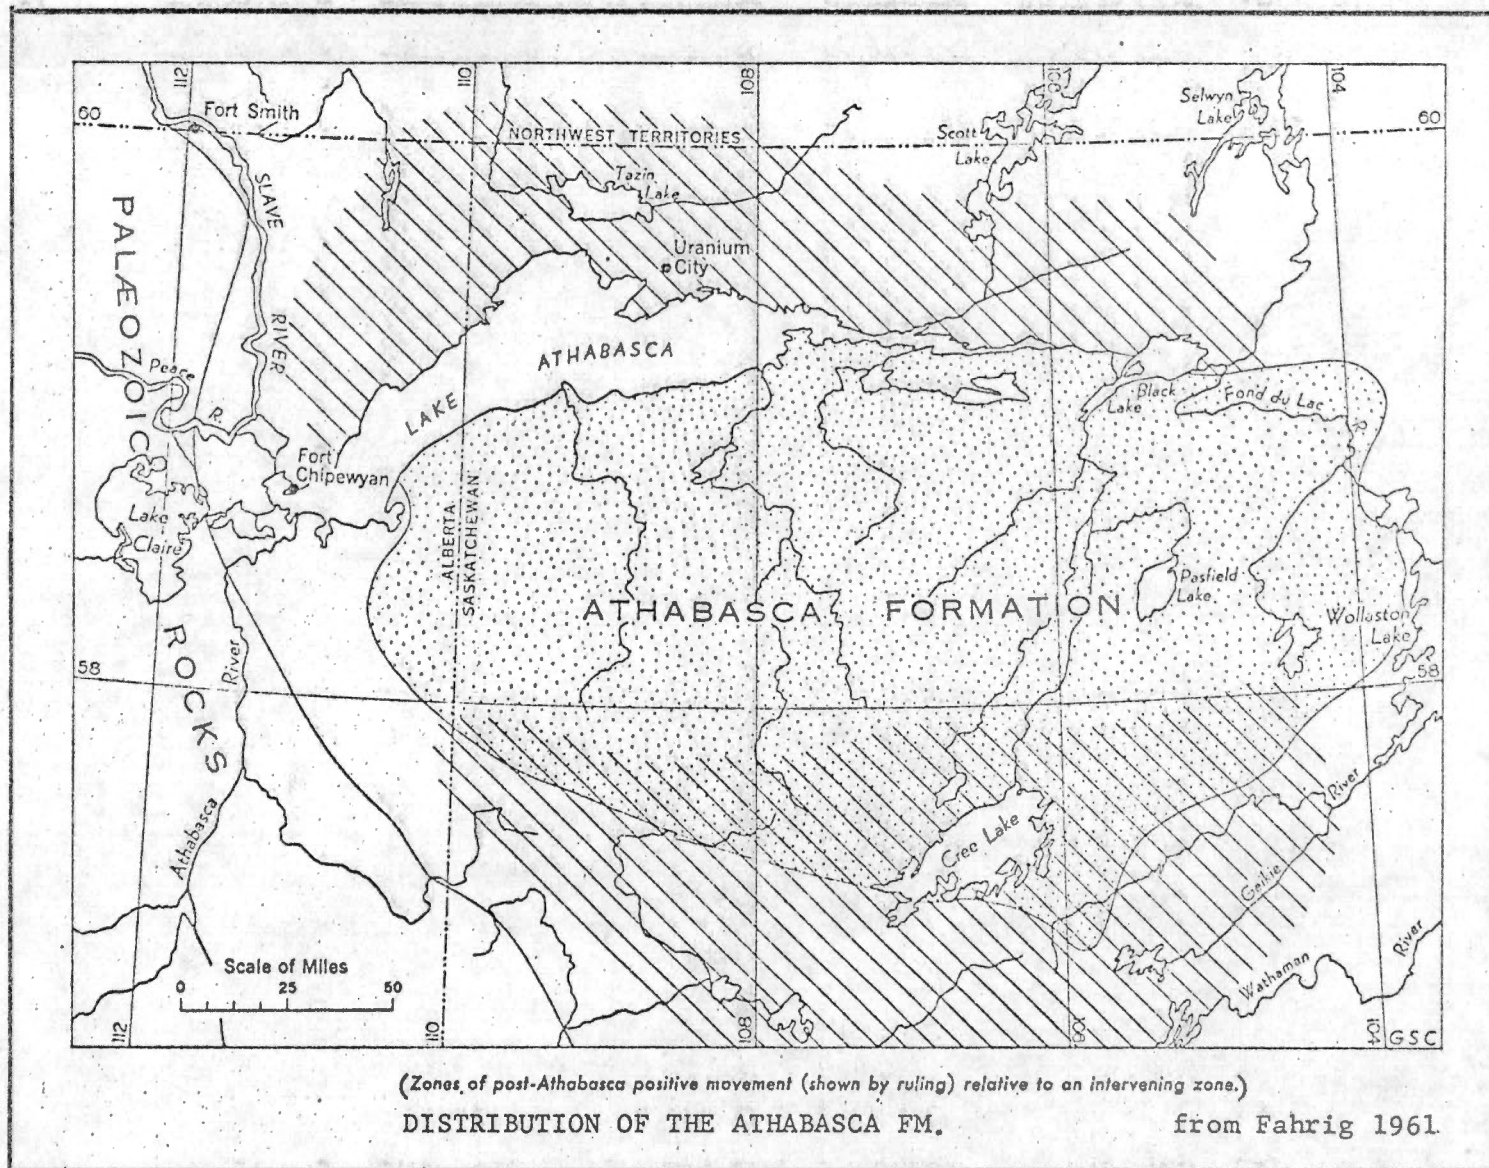 112
110
108
106
104
60
Fort Smith
NORTHWEST TERRITORIES
Scott
Lake
Selwyn
Lake
60
Tazin
Lake
SLAVE
RIVER
PALÆOZOIC
ROCKS
Uranium
City
LAKE ATHABASCA
Peace
R.
Black
Lake
Fond du Lac
R.
Fort
Chipewyan
Lake
Claire
ALBERTA
SASKATCHEWAN
ATHABASCA FORMATION
Pasfield
Lake
Wollaston
Lake
58
River
58
Athabasca
Cree Lake
River
Geikie
River
Wathaman
Scale of Miles
0 25 50
112
110
108
106
104
GSC
(Zones of post-Athabasca positive movement (shown by ruling) relative to an intervening zone.)
DISTRIBUTION OF THE ATHABASCA FM.
from Fahrig 1961